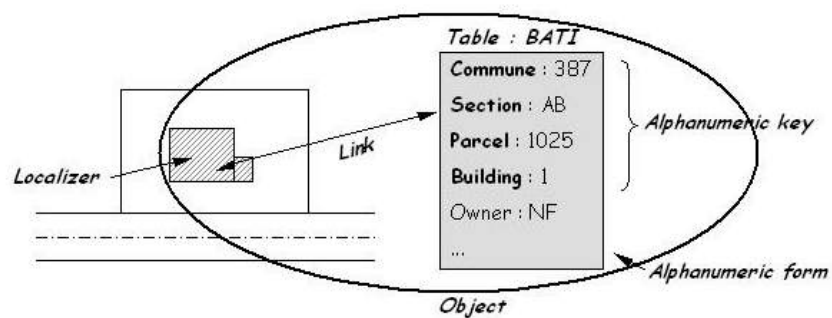 Table : BATI
Commune : 387
Section : AB
Parcel : 1025
Building : 1
Owner : NF
...
Alphanumeric key
Link
Localizer
Alphanumeric form
Object